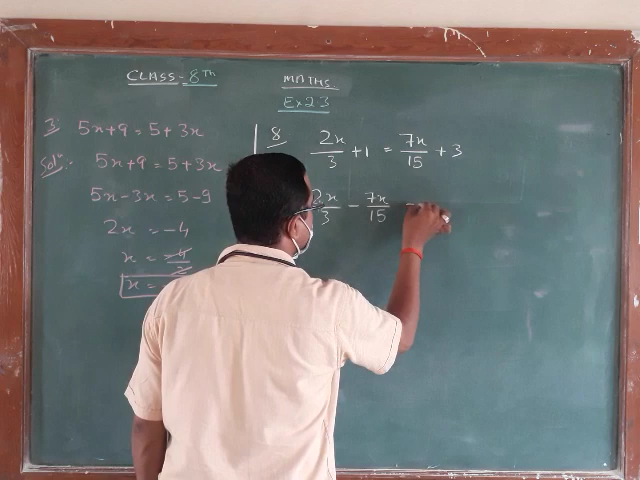 CLASS-8Th MATHS
Ex 2.3
3. 5x+9=5+3x
Solⁿ:- 5x+9=5+3x
5x-3x=5-9
2x=-4
x=-4/2
x=
8 2x/3+1=7x/15+3
2x/3-7x/15=